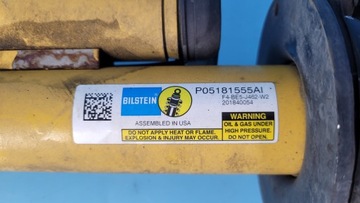 BILSTEIN
P05181555AI
F4-BE5-J462-W2
201840054
ASSEMBLED IN USA
DO NOT APPLY HEAT OR FLAME.
EXPLOSION & INJURY MAY OCCUR.
WARNING
OIL & GAS UNDER
HIGH PRESSURE.
DO NOT OPEN.